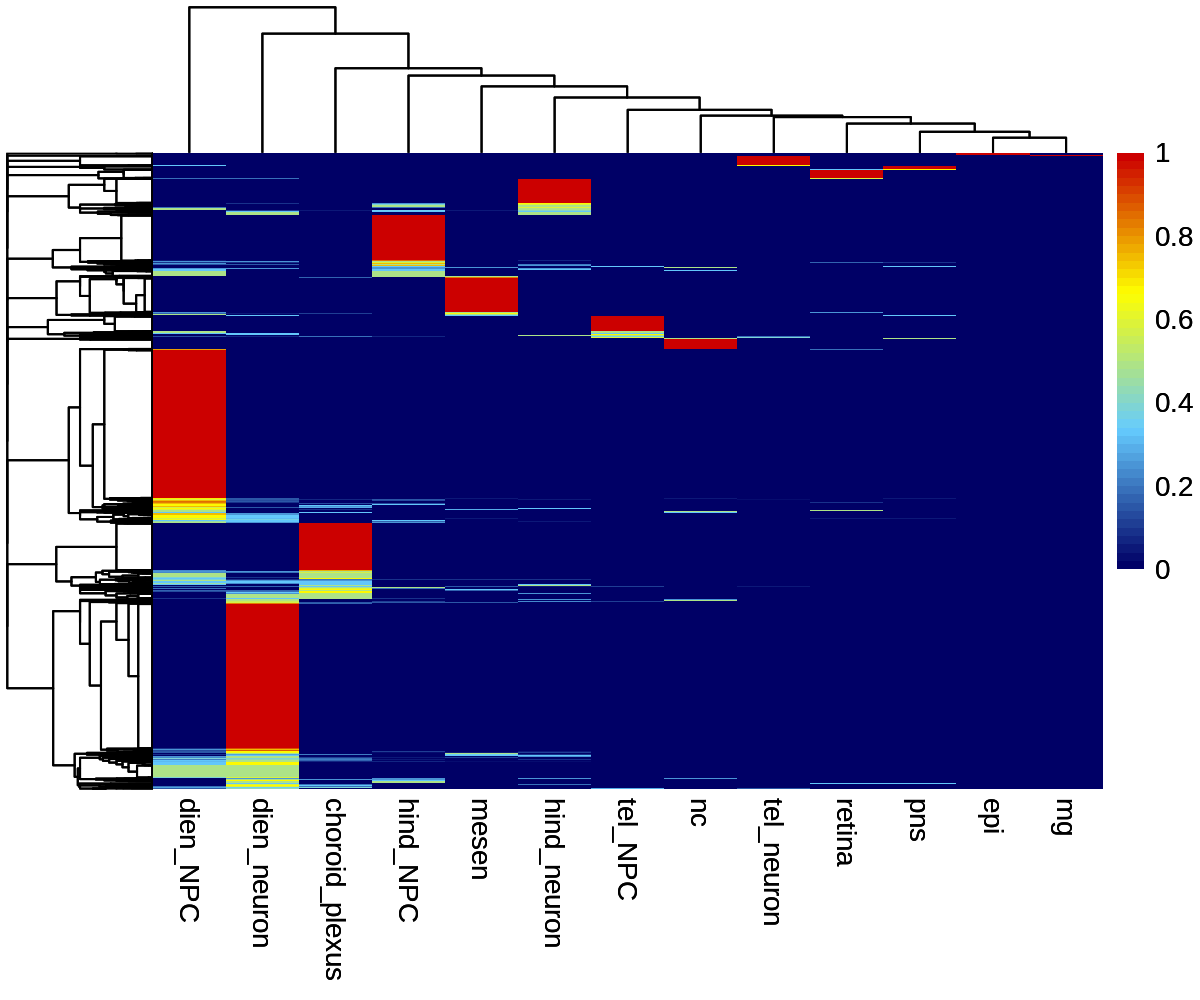 1
0.8
0.6
0.4
0.2
0
dien_NPC
dien_neuron
choroid_plexus
hind_NPC
mesen
hind_neuron
tel_NPC
nc
tel_neuron
retina
pns
epi
mg